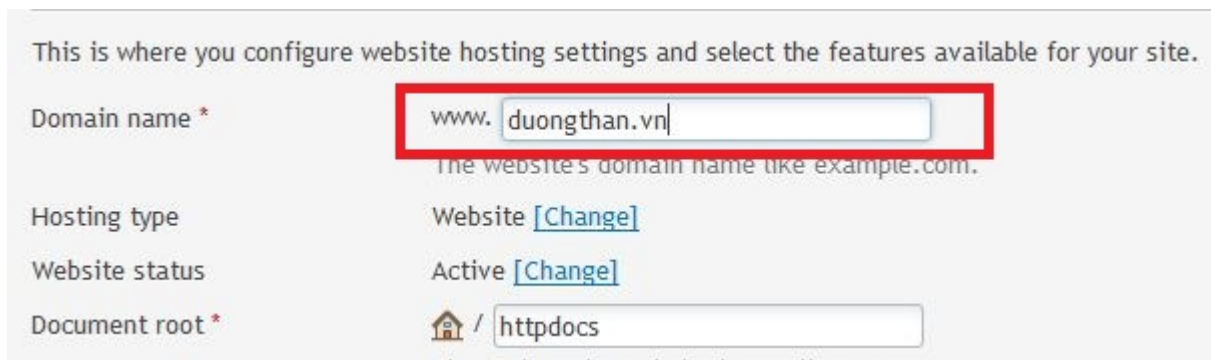 This is where you configure website hosting settings and select the features available for your site.
Domain name * www. duongthan.vn
The website's domain name like example.com.
Hosting type Website [Change]
Website status Active [Change]
Document root * / httpdocs